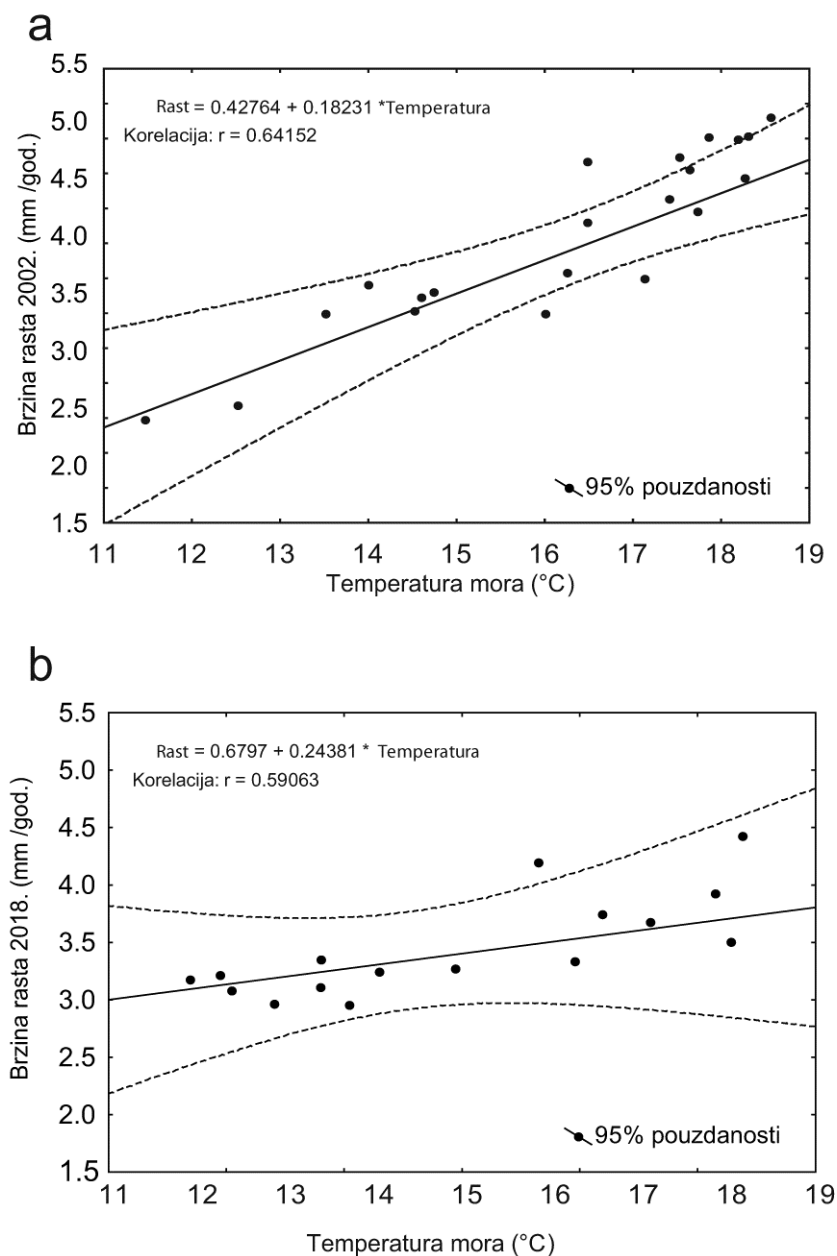 a
5.5
5.0
4.5
4.0
3.5
3.0
2.5
2.0
1.5
Brzina rasta 2002. (mm /god.)
Rast = 0.42764 + 0.18231 *Temperatura
Korelacija: r = 0.64152
95% pouzdanosti
11 12 13 14 15 16 17 18 19
Temperatura mora (°C)
b
5.5
5.0
4.5
4.0
3.5
3.0
2.5
2.0
1.5
Brzina rasta 2018. (mm /god.)
Rast = 0.6797 + 0.24381 * Temperatura
Korelacija: r = 0.59063
95% pouzdanosti
11 12 13 14 15 16 17 18 19
Temperatura mora (°C)